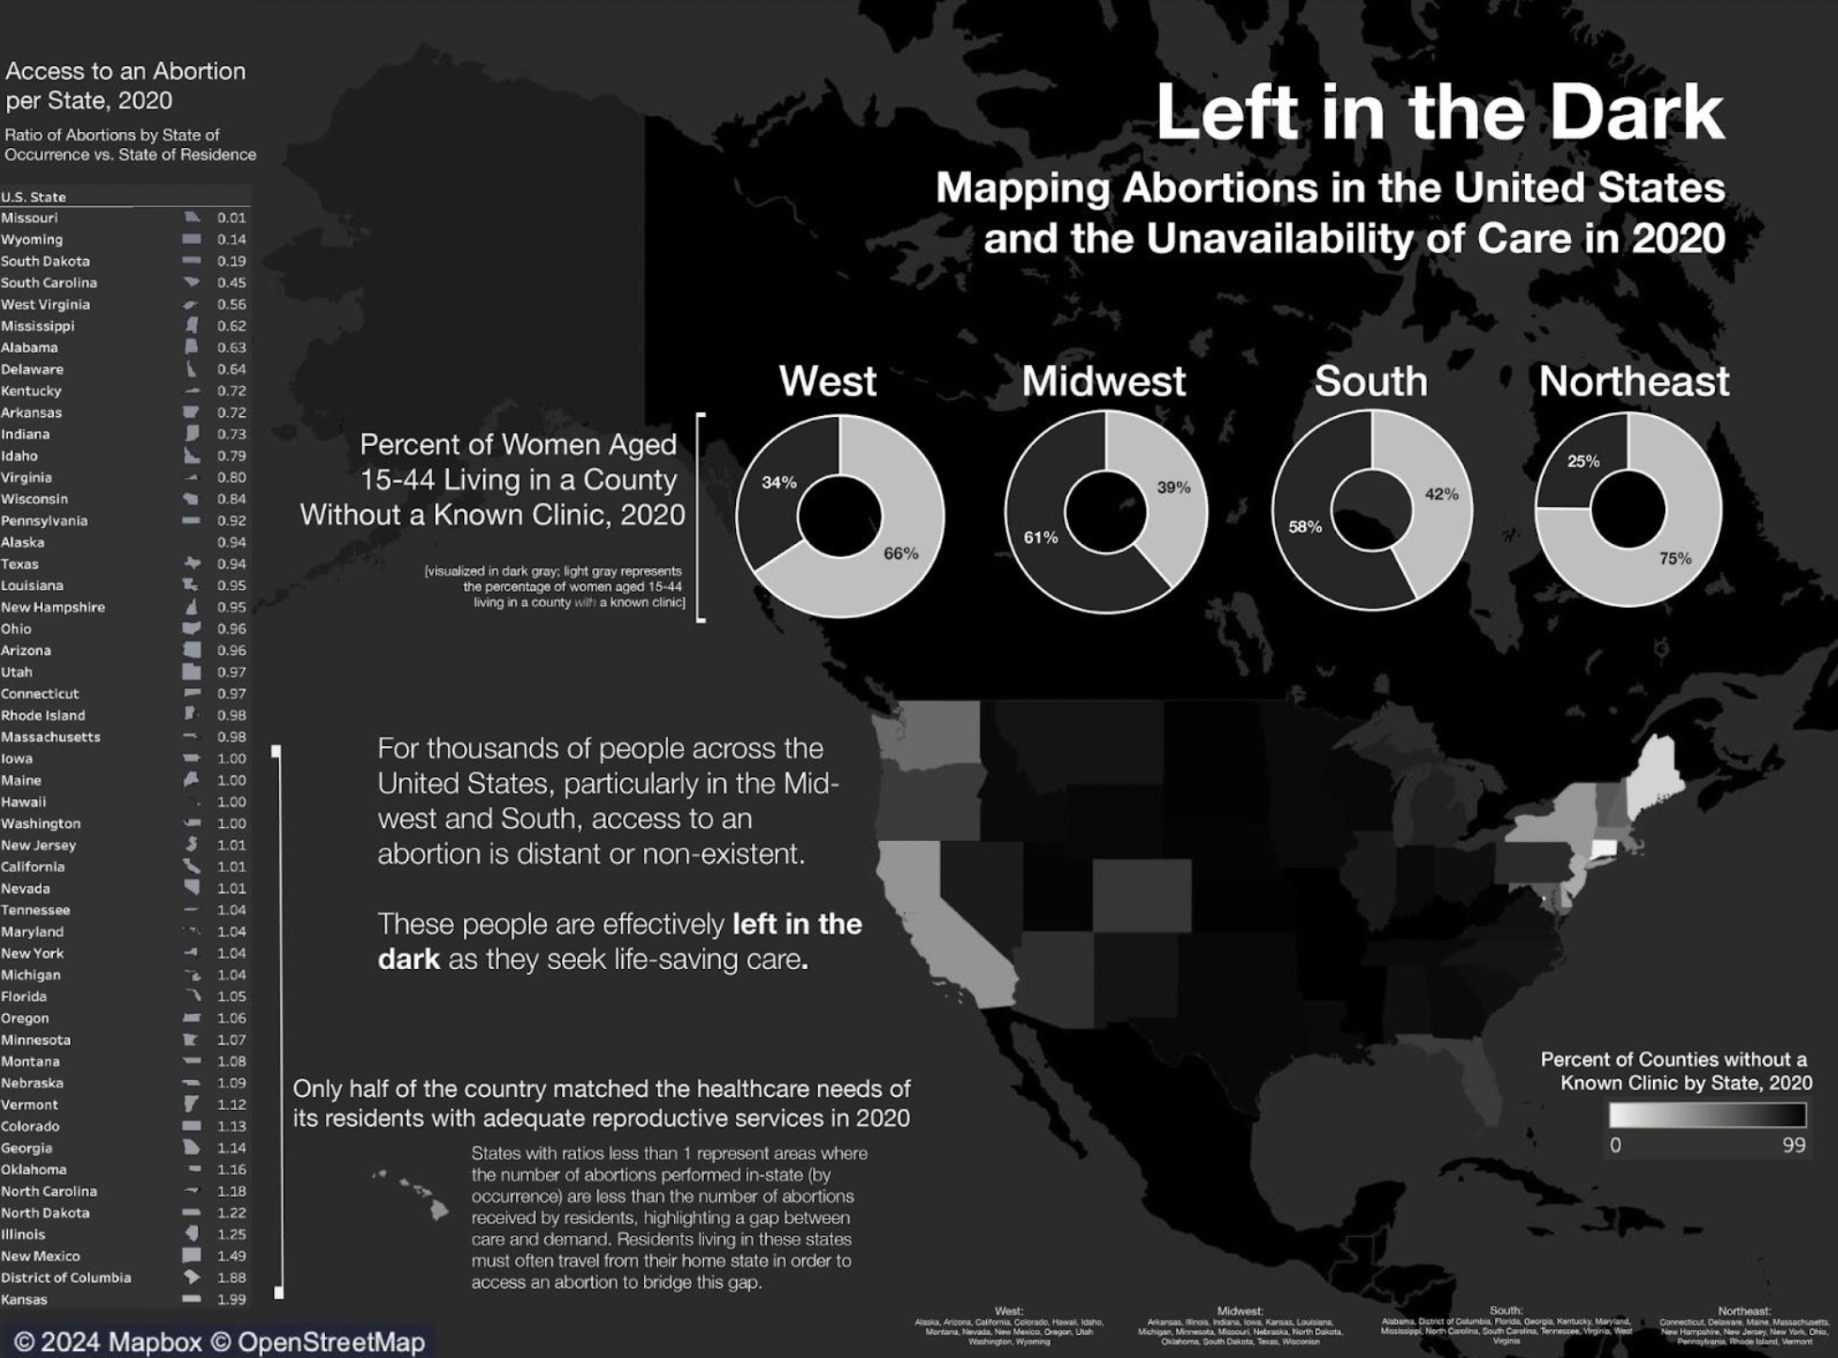 Access to an Abortion
per State, 2020
Ratio of Abortions by State of
Occurrence vs. State of Residence
U.S. State
Missouri 0.01
Wyoming 0.14
South Dakota 0.19
South Carolina 0.45
West Virginia 0.56
Mississippi 0.62
Alabama 0.63
Delaware 0.64
Kentucky 0.72
Arkansas 0.72
Indiana 0.73
Idaho 0.79
Virginia 0.80
Wisconsin 0.84
Pennsylvania 0.92
Alaska 0.94
Texas 0.94
Louisiana 0.95
New Hampshire 0.95
Ohio 0.96
Arizona 0.96
Utah 0.97
Connecticut 0.97
Rhode Island 0.98
Massachusetts 0.98
Iowa 1.00
Maine 1.00
Hawaii 1.00
Washington 1.00
New Jersey 1.01
California 1.01
Nevada 1.01
Tennessee 1.04
Maryland 1.04
New York 1.04
Michigan 1.04
Florida 1.05
Oregon 1.06
Minnesota 1.07
Montana 1.08
Nebraska 1.09
Vermont 1.12
Colorado 1.13
Georgia 1.14
Oklahoma 1.16
North Carolina 1.18
North Dakota 1.22
Illinois 1.25
New Mexico 1.49
District of Columbia 1.88
Kansas 1.99
© 2024 Mapbox © OpenStreetMap
Left in the Dark
Mapping Abortions in the United States
and the Unavailability of Care in 2020
Percent of Women Aged
15-44 Living in a County
Without a Known Clinic, 2020
[visualized in dark gray; light gray represents
the percentage of women aged 15-44
living in a county with a known clinic]
West
34%
66%
Midwest
39%
61%
South
42%
58%
Northeast
25%
75%
For thousands of people across the
United States, particularly in the Mid-
west and South, access to an
abortion is distant or non-existent.
These people are effectively left in the
dark as they seek life-saving care.
Only half of the country matched the healthcare needs of
its residents with adequate reproductive services in 2020
States with ratios less than 1 represent areas where
the number of abortions performed in-state (by
occurrence) are less than the number of abortions
received by residents, highlighting a gap between
care and demand. Residents living in these states
must often travel from their home state in order to
access an abortion to bridge this gap.
Percent of Counties without a
Known Clinic by State, 2020
0 99
West:
Alaska, Arizona, California, Colorado, Hawaii, Idaho,
Montana, Nevada, New Mexico, Oregon, Utah
Washington, Wyoming
Midwest:
Arkansas, Illinois, Indiana, Iowa, Kansas, Louisiana,
Michigan, Minnesota, Missouri, Nebraska, North Dakota,
Oklahoma, South Dakota, Texas, Wisconsin
South:
Alabama, District of Columbia, Florida, Georgia, Kentucky, Maryland,
Mississippi, North Carolina, South Carolina, Tennessee, Virginia, West
Virginia
Northeast:
Connecticut, Delaware, Maine, Massachusetts,
New Hampshire, New Jersey, New York, Ohio,
Pennsylvania, Rhode Island, Vermont